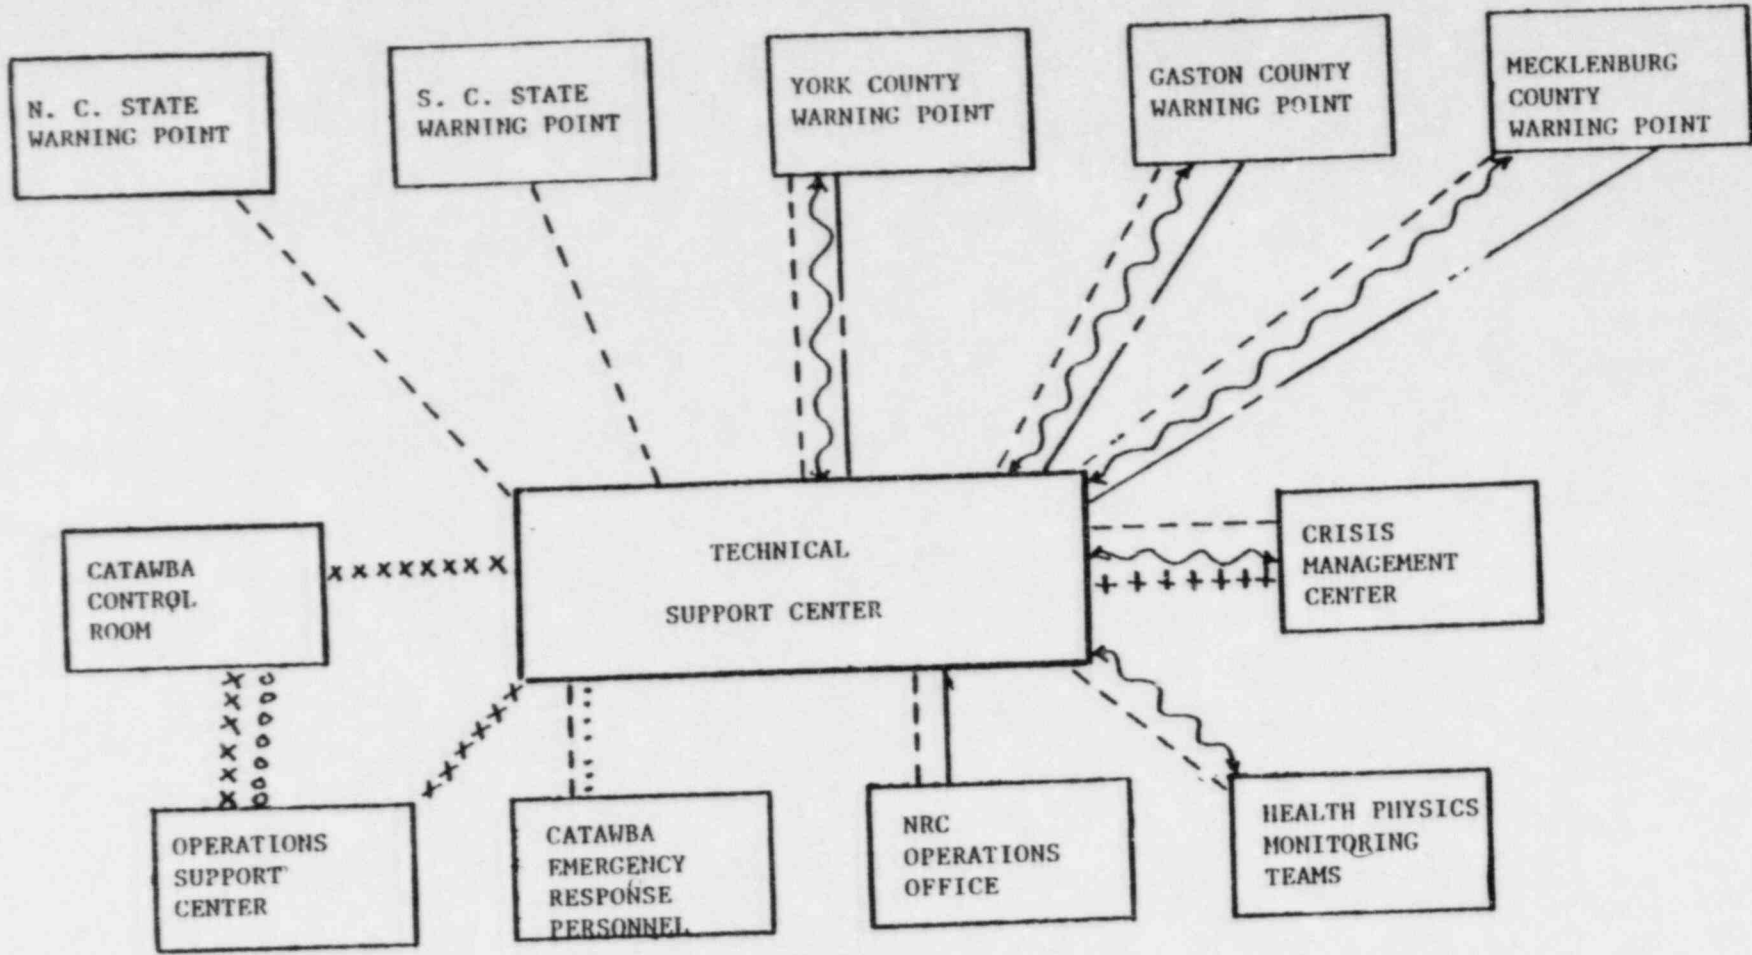 N. C. STATE
WARNING POINT
S. C. STATE
WARNING POINT
YORK COUNTY
WARNING POINT
GASTON COUNTY
WARNING POINT
MECKLENBURG
COUNTY
WARNING POINT
CATAWBA
CONTROL
ROOM
TECHNICAL
SUPPORT CENTER
CRISIS
MANAGEMENT
CENTER
OPERATIONS
SUPPORT
CENTER
CATAWBA
EMERGENCY
RESPONSE
PERSONNEL
NRC
OPERATIONS
OFFICE
HEALTH PHYSICS
MONITORING
TEAMS